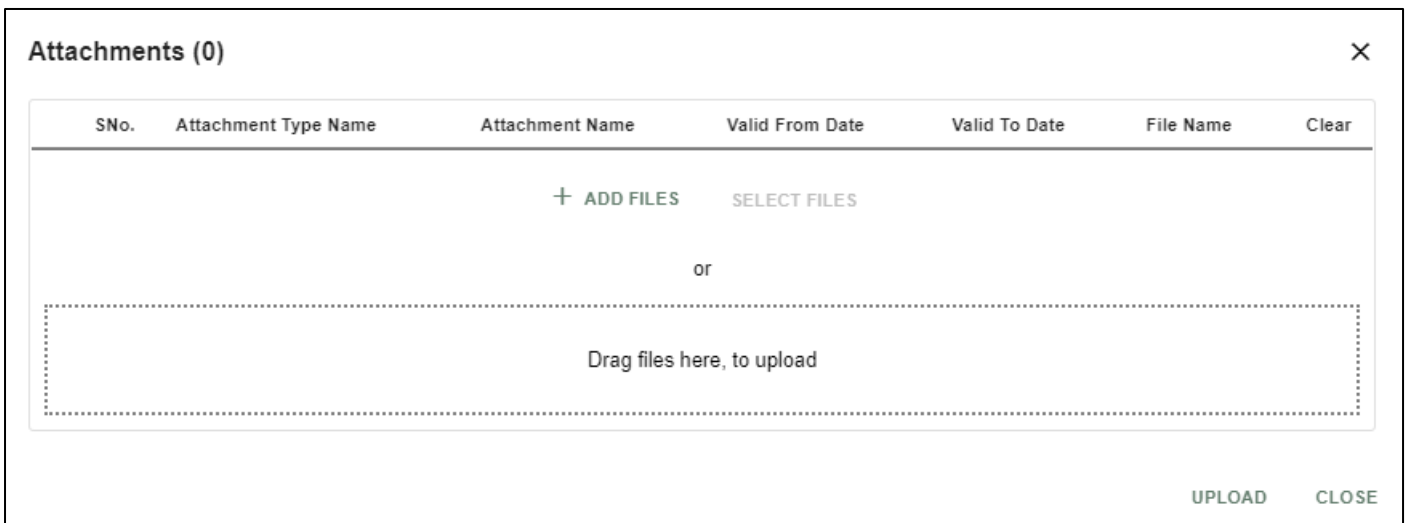 Attachments (0)
SNo. Attachment Type Name Attachment Name Valid From Date Valid To Date File Name Clear
+ ADD FILES SELECT FILES
or
Drag files here, to upload
UPLOAD CLOSE